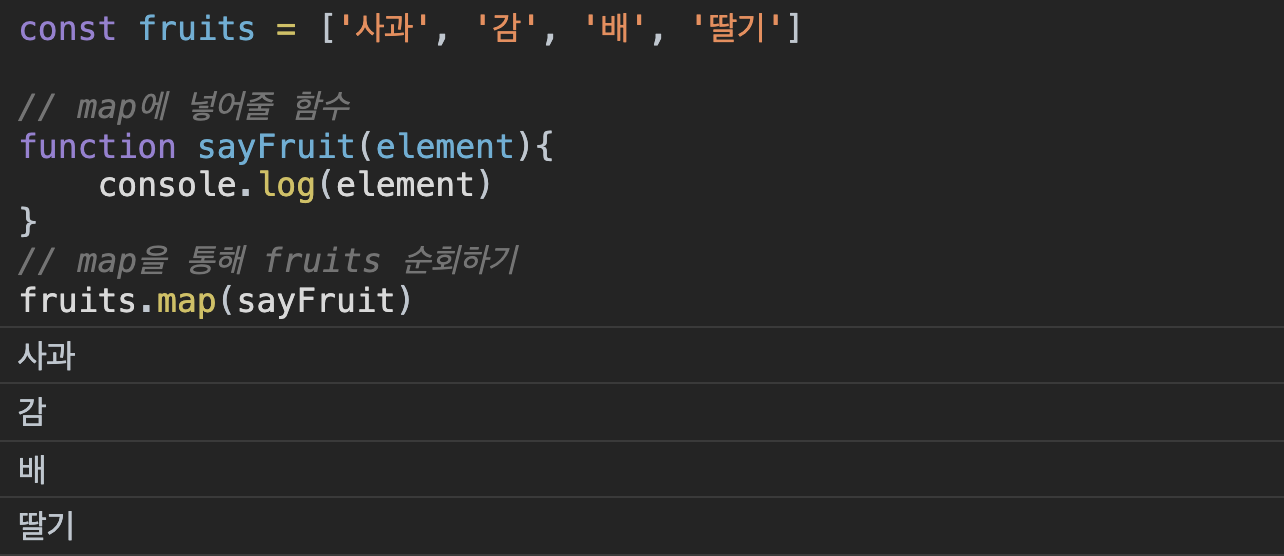 const fruits = ['사과', '감', '배', '딸기']
// map에 넣어줄 함수
function sayFruit(element){
    console.log(element)
}
// map을 통해 fruits 순회하기
fruits.map(sayFruit)
사과
감
배
딸기